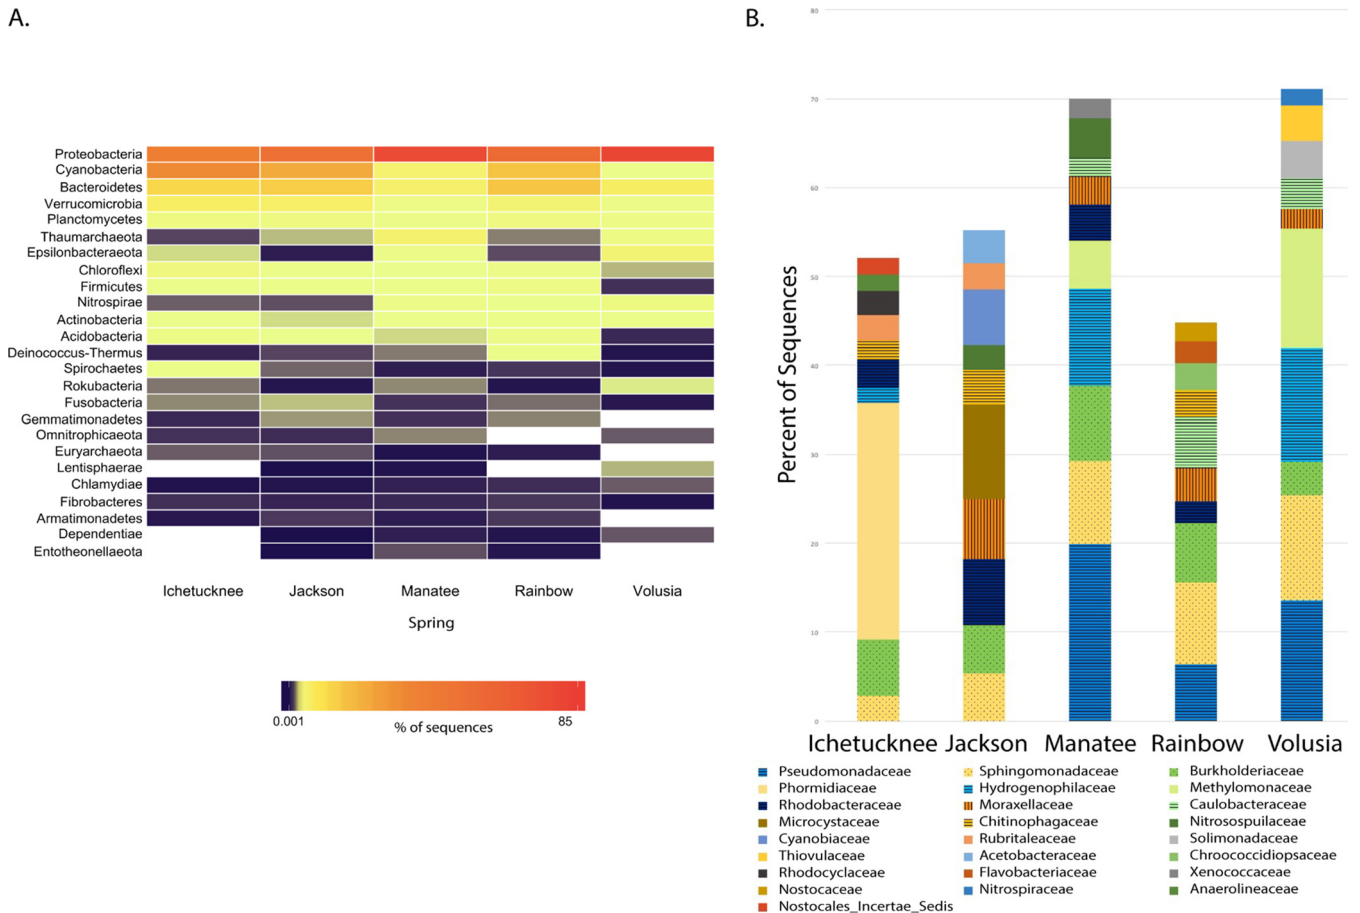 A.
Proteobacteria
Cyanobacteria
Bacteroidetes
Verrucomicrobia
Planctomycetes
Thaumarchaeota
Epsilonbacteraeota
Chloroflexi
Firmicutes
Nitrospirae
Actinobacteria
Acidobacteria
Deinococcus-Thermus
Spirochaetes
Rokubacteria
Fusobacteria
Gemmatimonadetes
Omnitrophicaeota
Euryarchaeota
Lentisphaerae
Chlamydiae
Fibrobacteres
Armatimonadetes
Dependentiae
Entotheonellaeota
Ichetucknee Jackson Manatee Rainbow Volusia
Spring
0.001 85
% of sequences
B.
Percent of Sequences
80
70
60
50
40
30
20
10
0
Ichetucknee Jackson Manatee Rainbow Volusia
Pseudomonadaceae Sphingomonadaceae Burkholderiaceae
Phormidiaceae Hydrogenophilaceae Methylomonaceae
Rhodobacteraceae Moraxellaceae Caulobacteraceae
Microcystaceae Chitinophagaceae Nitrosospuilaceae
Cyanobiaceae Rubritaleaceae Solimonadaceae
Thiovulaceae Acetobacteraceae Chroococcidiopsaceae
Rhodocyclaceae Flavobacteriaceae Xenococcaceae
Nostocaceae Nitrospiraceae Anaerolineaceae
Nostocales_Incertae_Sedis